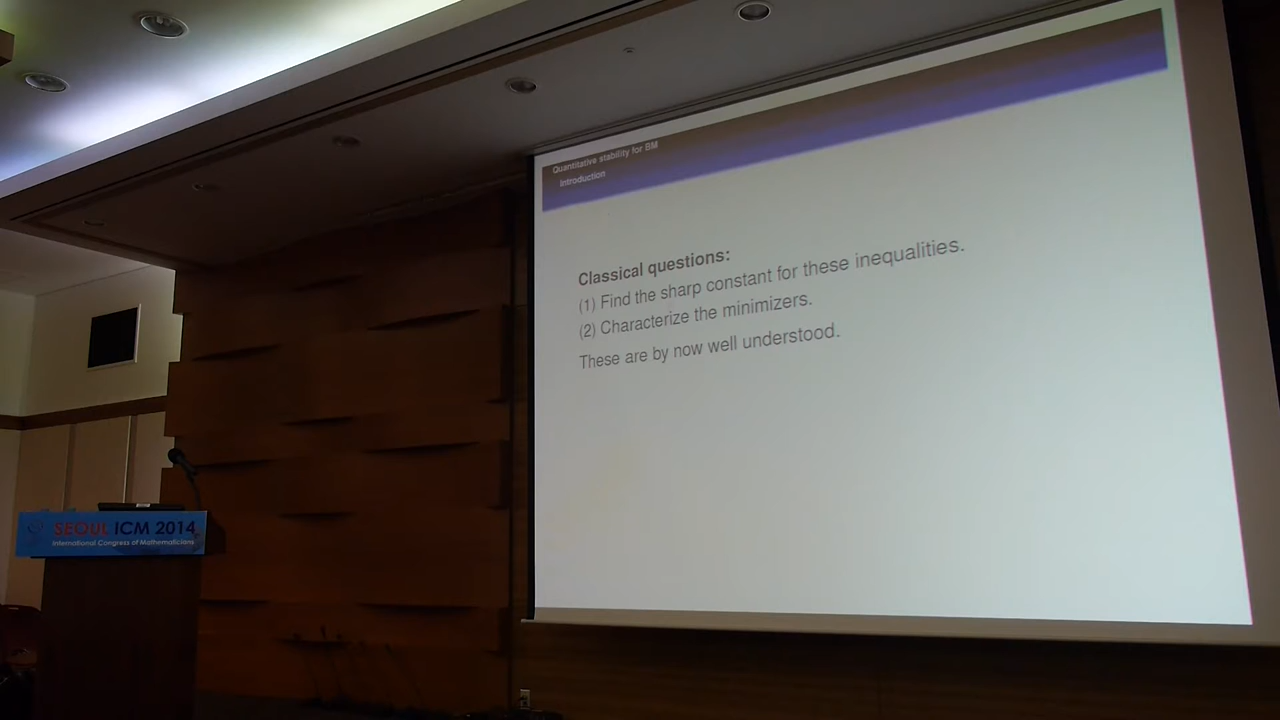 Quantitative stability for BM
Introduction
Classical questions:
(1) Find the sharp constant for these inequalities.
(2) Characterize the minimizers.
These are by now well understood.
SEOUL ICM 2014
International Congress of Mathematicians